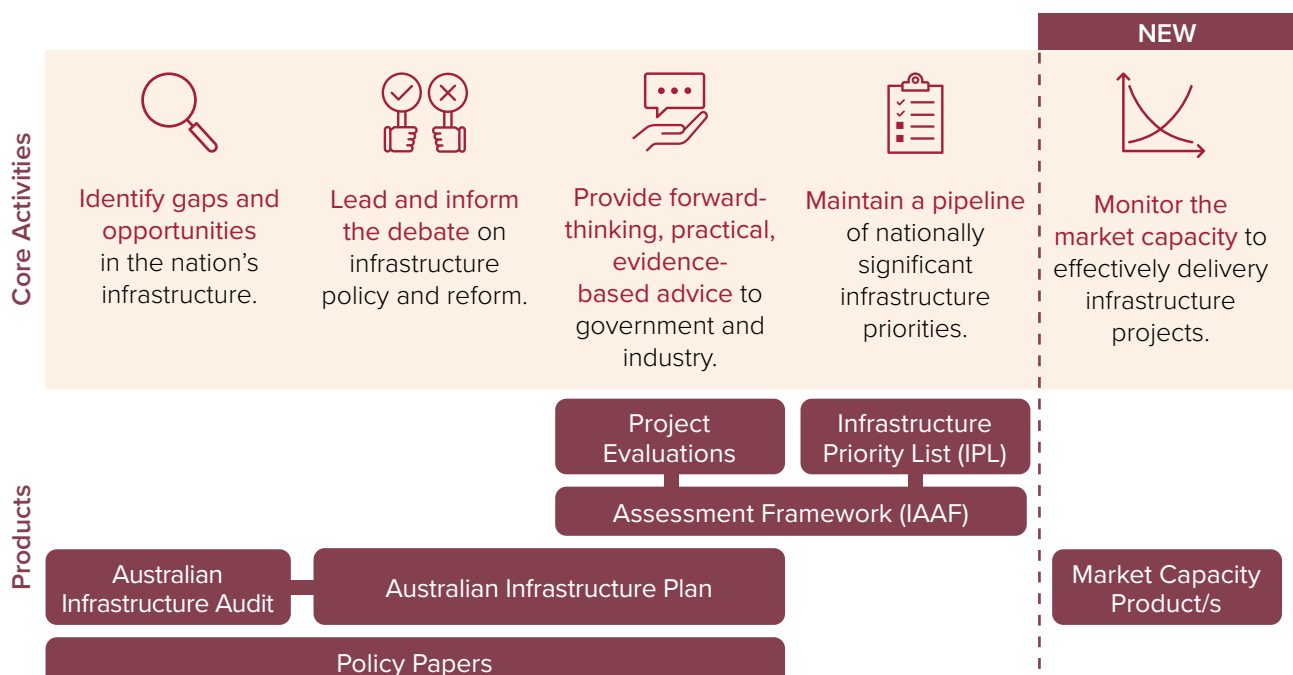 NEW
Core Activities
Identify gaps and
opportunities
in the nation's
infrastructure.
Lead and inform
the debate on
infrastructure
policy and reform.
Provide forward-
thinking, practical,
evidence-
based advice to
government and
industry.
Maintain a pipeline
of nationally
significant
infrastructure
priorities.
Monitor the
market capacity to
effectively delivery
infrastructure
projects.
Products
Project
Evaluations
Infrastructure
Priority List (IPL)
Assessment Framework (IAAF)
Australian
Infrastructure Audit
Australian Infrastructure Plan
Market Capacity
Product/s
Policy Papers